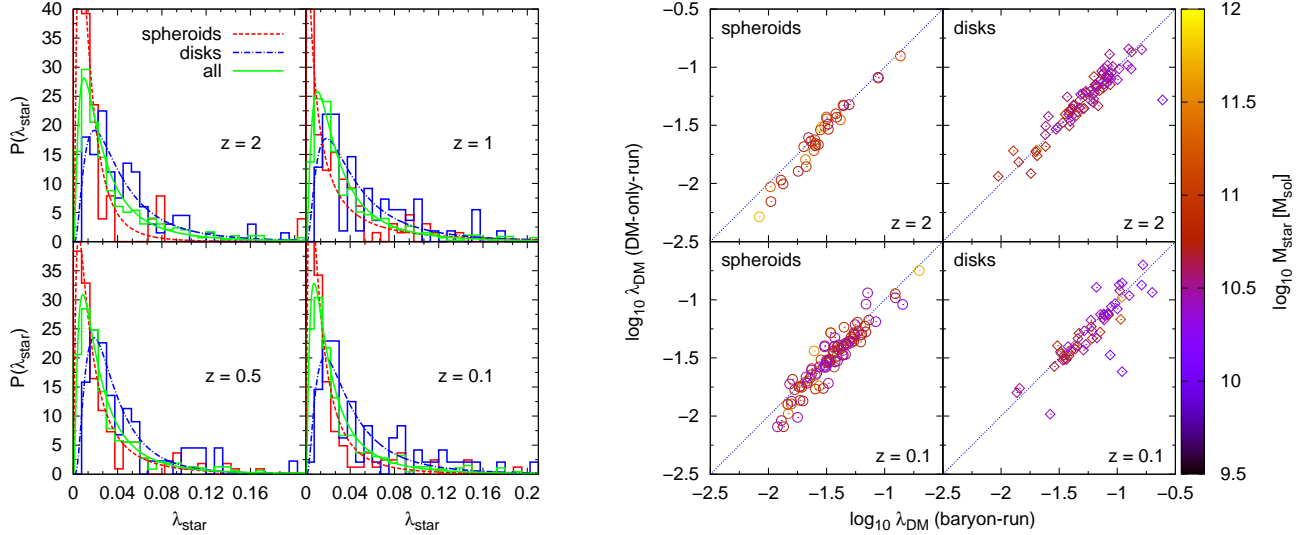 spheroids
disks
all
P(λstar)
40
35
30
25
20
15
10
5
0
z = 2
z = 1
P(λstar)
35
30
25
20
15
10
5
0
z = 0.5
z = 0.1
0 0.04 0.08 0.12 0.16
0 0.04 0.08 0.12 0.16 0.2
λstar
λstar
log10 λDM (DM-only-run)
−0.5
−1
−1.5
−2
−2.5
spheroids
z = 2
disks
z = 2
−1
−1.5
−2
−2.5
spheroids
z = 0.1
disks
z = 0.1
−2.5 −2 −1.5 −1
−2.5 −2 −1.5 −1 −0.5
log10 λDM (baryon-run)
12
11.5
11
10.5
10
9.5
log10 Mstar [Msol]